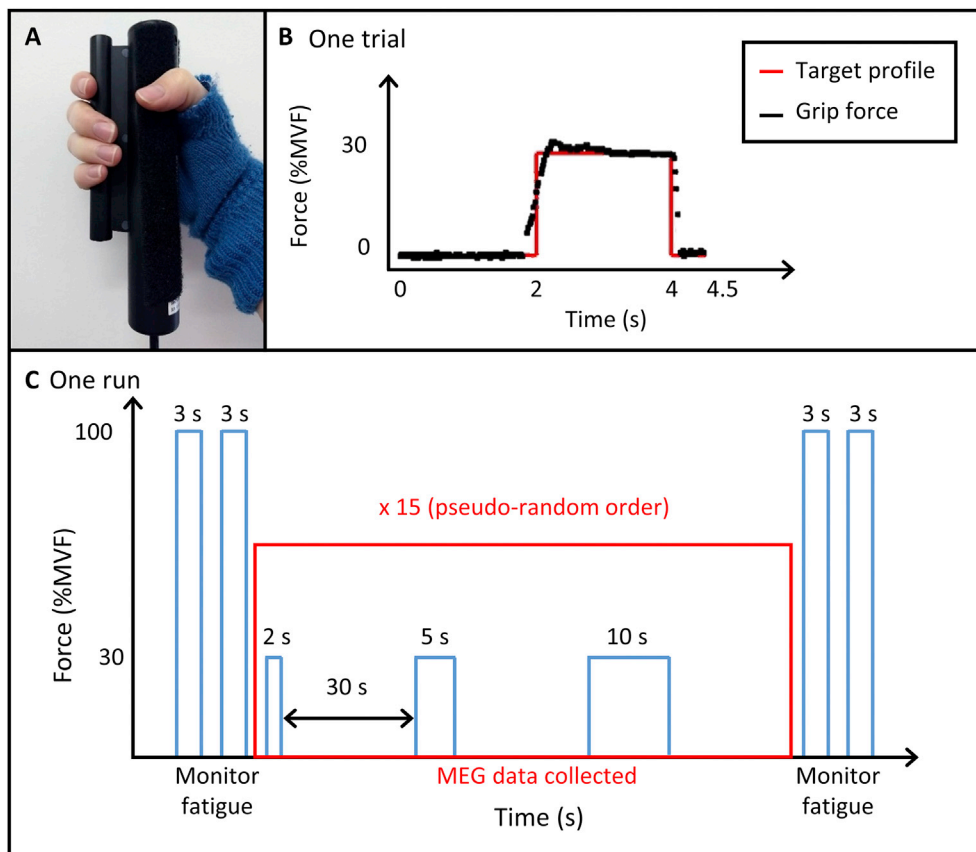 A
B One trial
Target profile
Grip force
Force (%MVF)
30
0
0 2 4 4.5
Time (s)
C One run
3 s 3 s 3 s 3 s
100
x 15 (pseudo-random order)
Force (%MVF)
2 s 5 s 10 s
30
30 s
Monitor fatigue
MEG data collected
Monitor fatigue
Time (s)